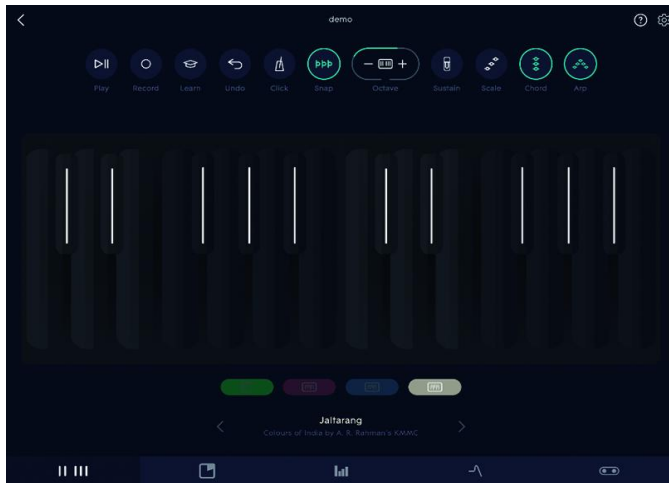 demo
Play Record Learn Undo Click Snap Octave Sustain Scale Chord Arp
Jaltarang
Colours of India by A. R. Rahman's KMMC